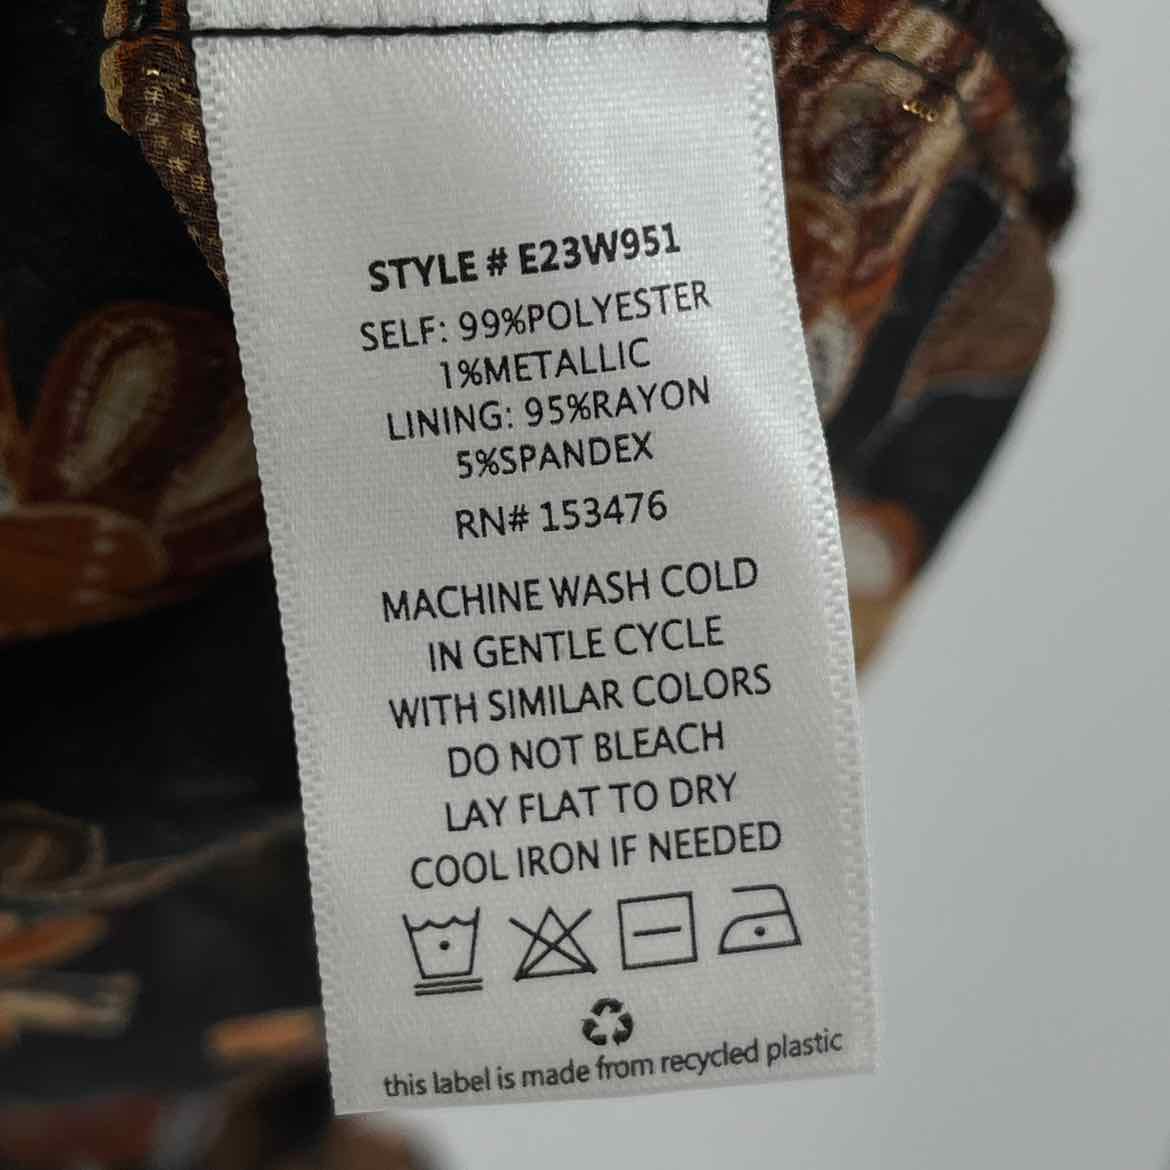 STYLE # E23W951
SELF: 99%POLYESTER
1%METALLIC
LINING: 95%RAYON
5%SPANDEX
RN# 153476
MACHINE WASH COLD
IN GENTLE CYCLE
WITH SIMILAR COLORS
DO NOT BLEACH
LAY FLAT TO DRY
COOL IRON IF NEEDED
this label is made from recycled plastic